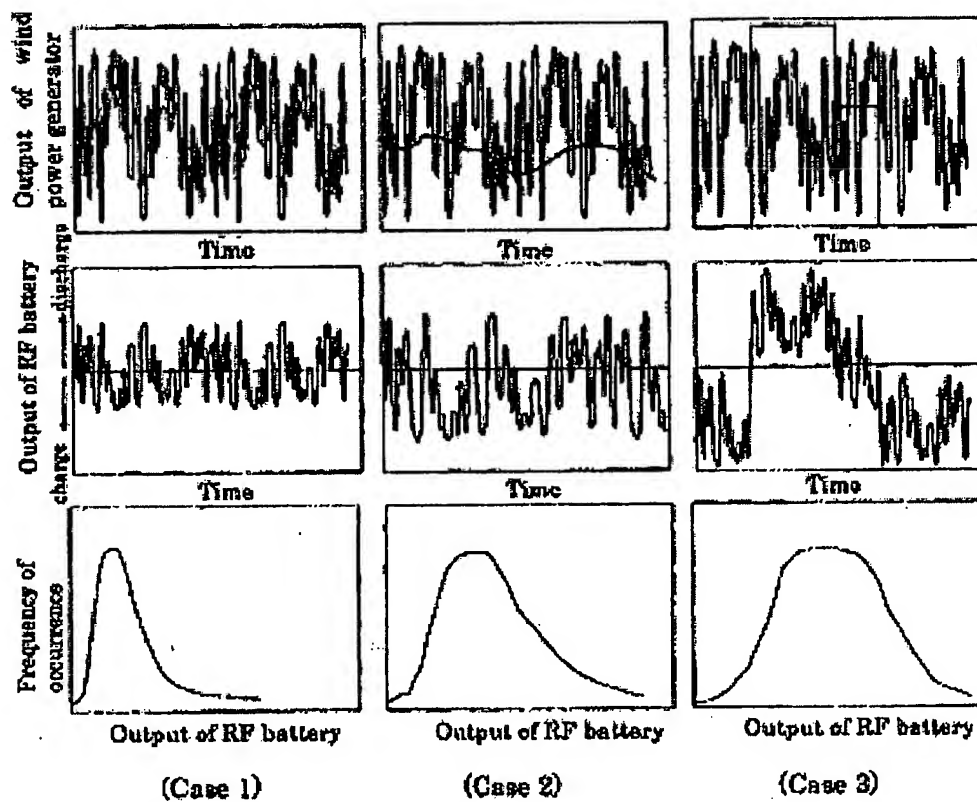 Output of wind
power generator
Time
Time
Time
Output of RF battery
charge discharge
Time
Time
Time
Frequency of
occurrence
Output of RF battery
Output of RF battery
Output of RF battery
(Case 1)
(Case 2)
(Case 3)